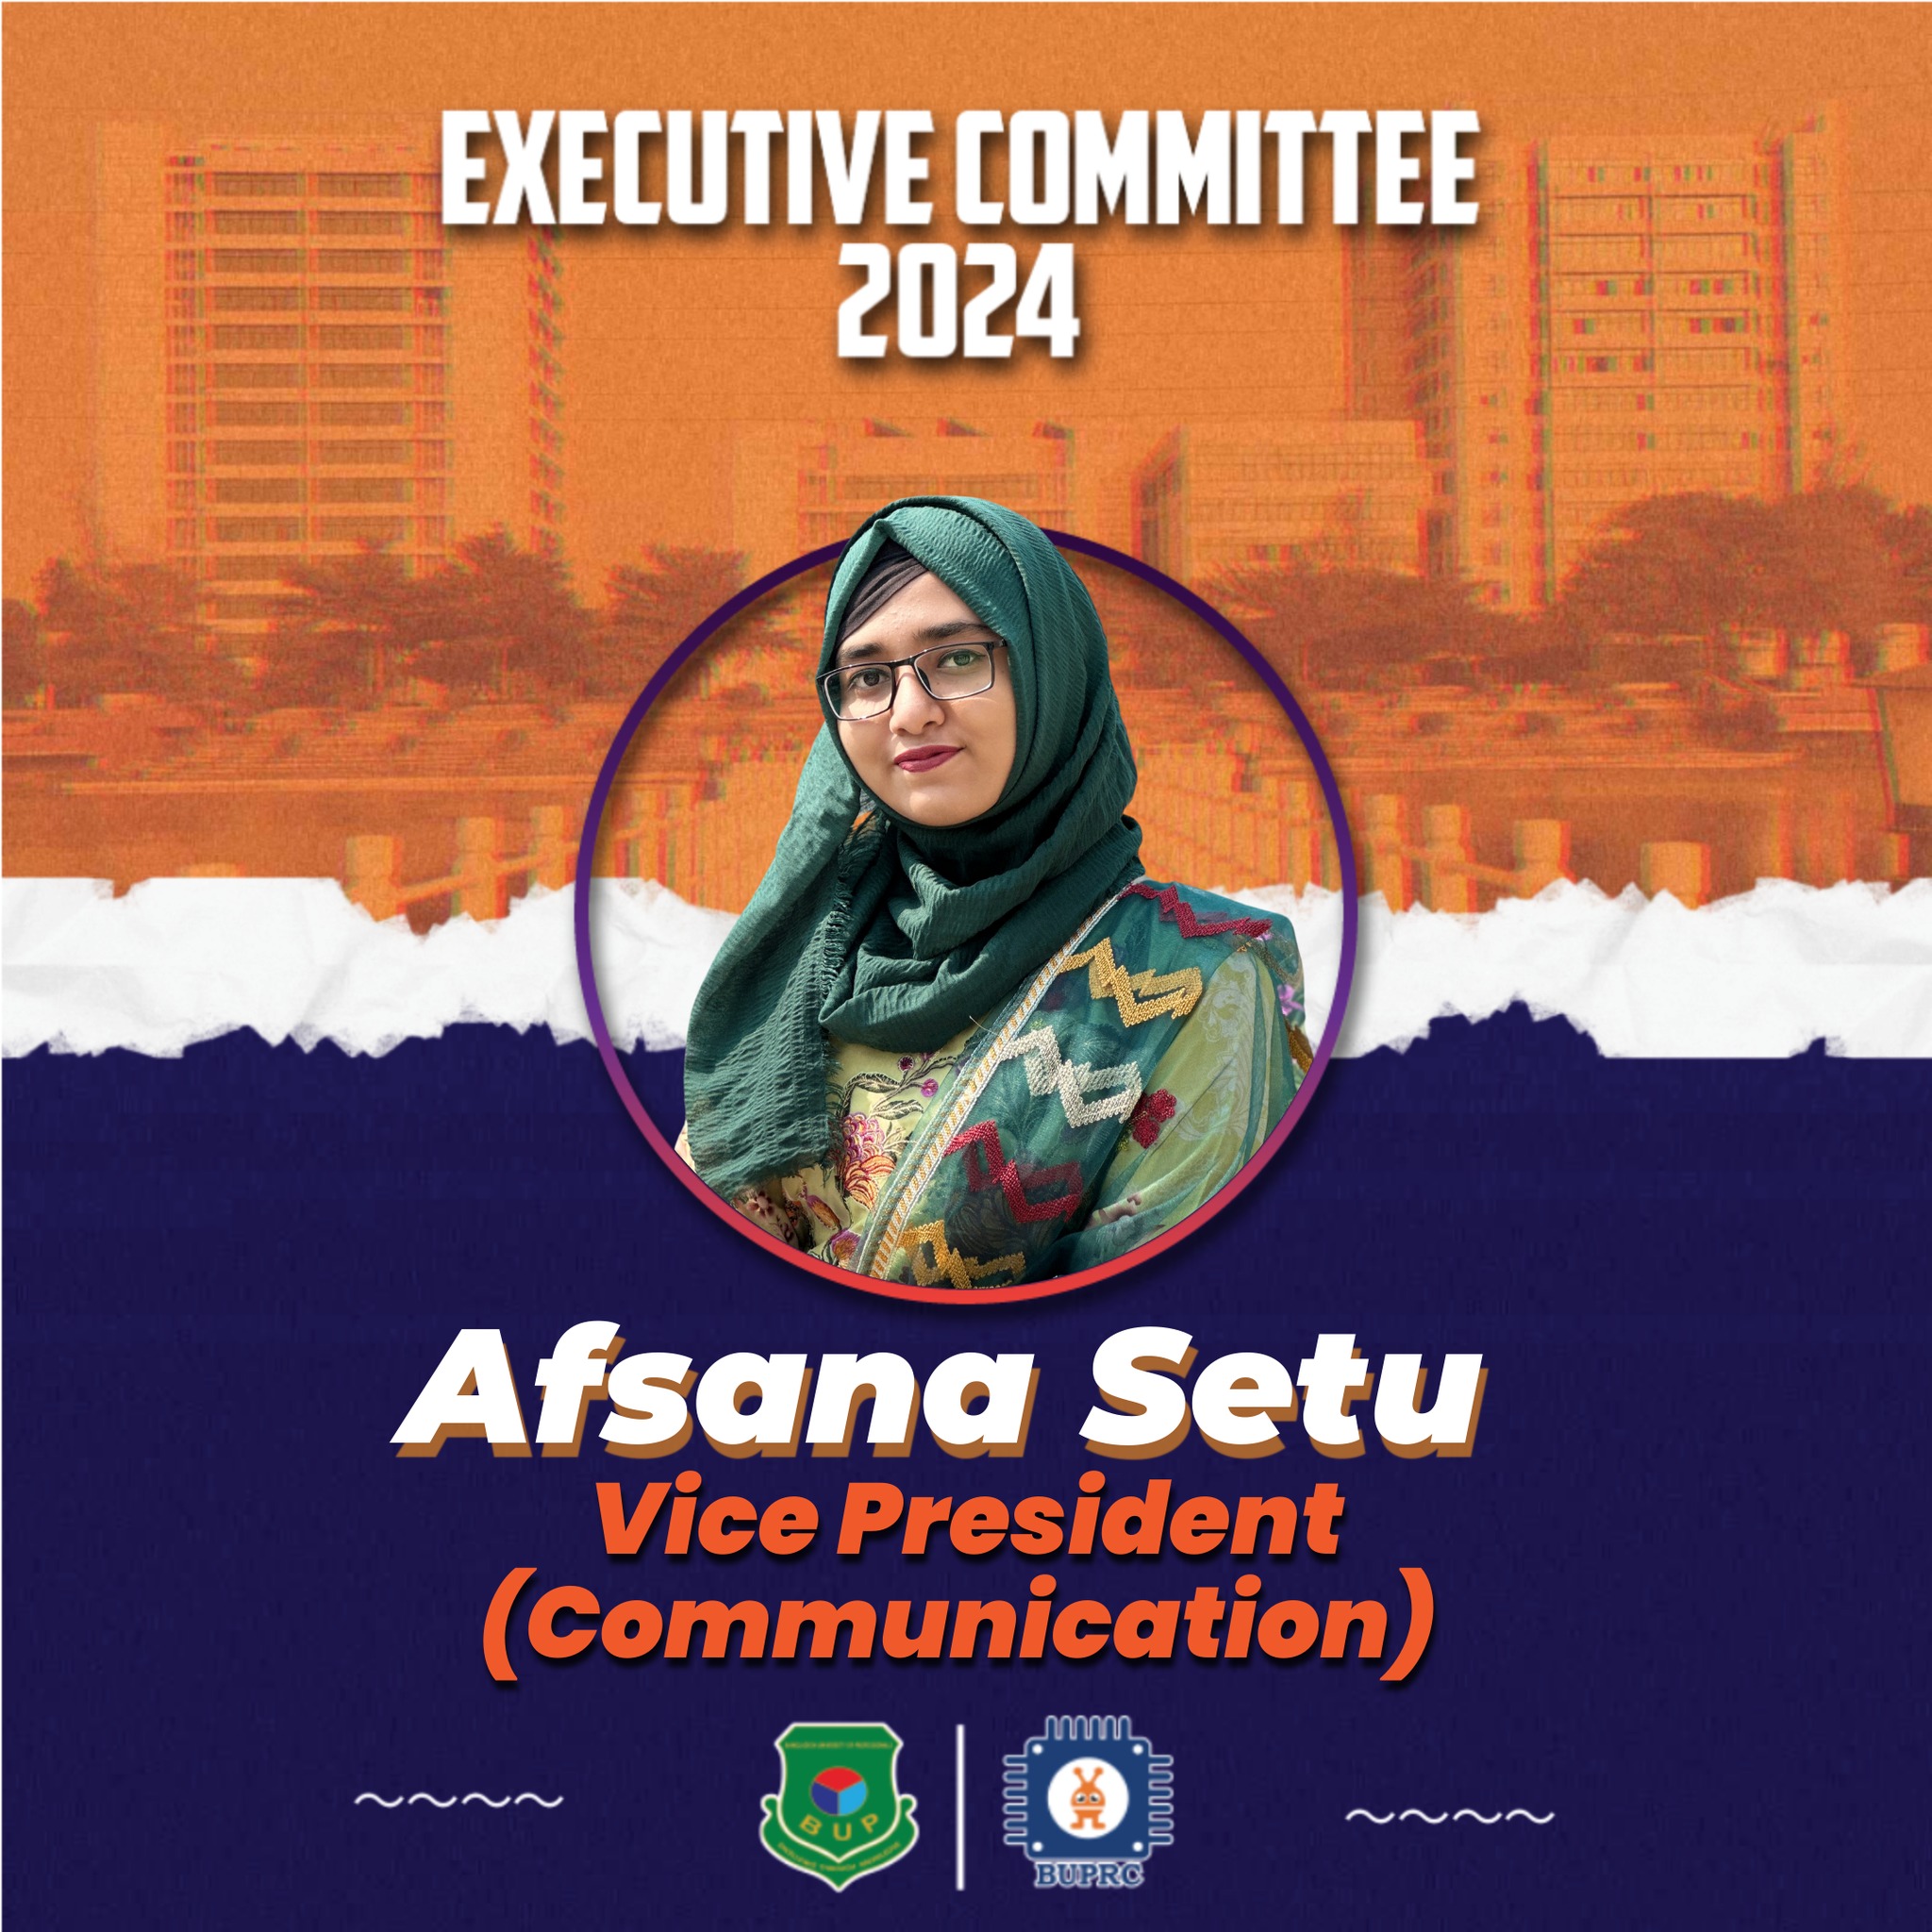 EXECUTIVE COMMITTEE
2024
Afsana Setu
Vice President
(Communication)
BUP
BUPRC